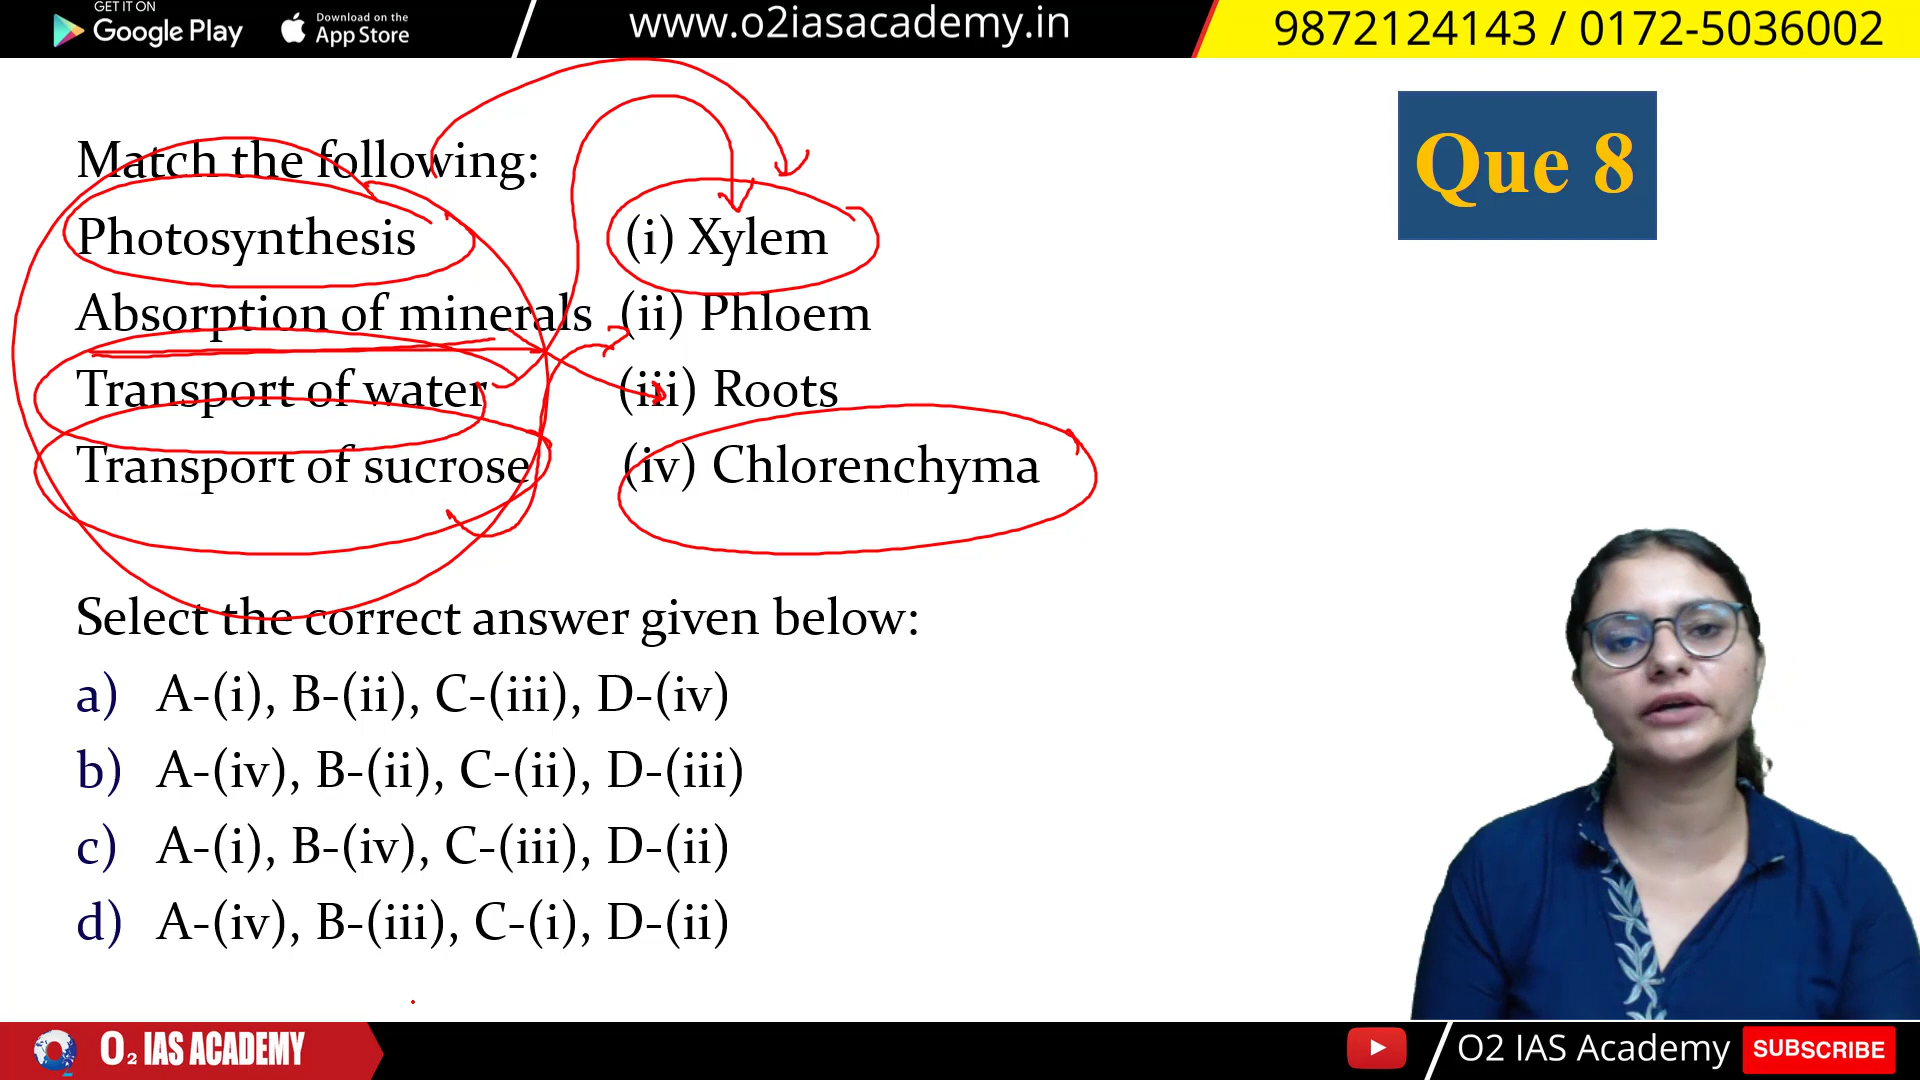 GET IT ON
Google Play
Download on the
App Store
www.o2iasacademy.in
9872124143 / 0172-5036002
Que 8
Match the following:
Photosynthesis (i) Xylem
Absorption of minerals (ii) Phloem
Transport of water (iii) Roots
Transport of sucrose (iv) Chlorenchyma
Select the correct answer given below:
a) A-(i), B-(ii), C-(iii), D-(iv)
b) A-(iv), B-(ii), C-(ii), D-(iii)
c) A-(i), B-(iv), C-(iii), D-(ii)
d) A-(iv), B-(iii), C-(i), D-(ii)
O2 IAS ACADEMY
O2 IAS Academy
SUBSCRIBE